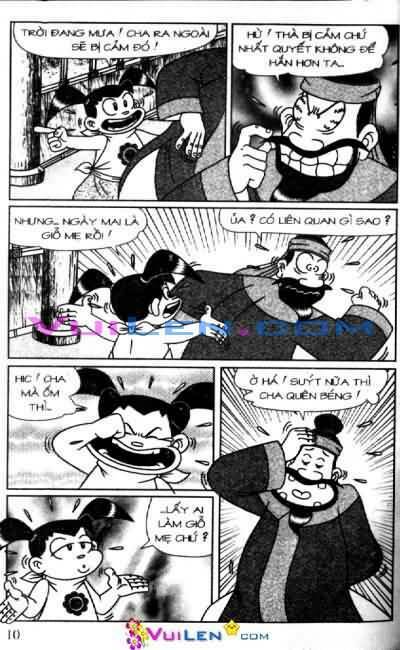 TRỜI ĐANG MƯA! CHA RA NGOÀI
SẼ BỊ CẢM ĐÓ!
HỪ! THÀ BỊ CẢM CHỨ
NHẤT QUYẾT KHÔNG ĐỂ
HẮN HƠN TA...
NHƯNG... NGÀY MAI LÀ
GIỖ MẸ RỒI!
ỦA? CÓ LIÊN QUAN GÌ SAO?
VuiLen.com
HIC! CHA
MÀ ỐM
THÌ...
Ờ HÁ! SUÝT NỮA THÌ
CHA QUÊN BÉNG!
...LẤY AI
LÀM GIỖ
MẸ CHỨ?
10
VuiLen.com